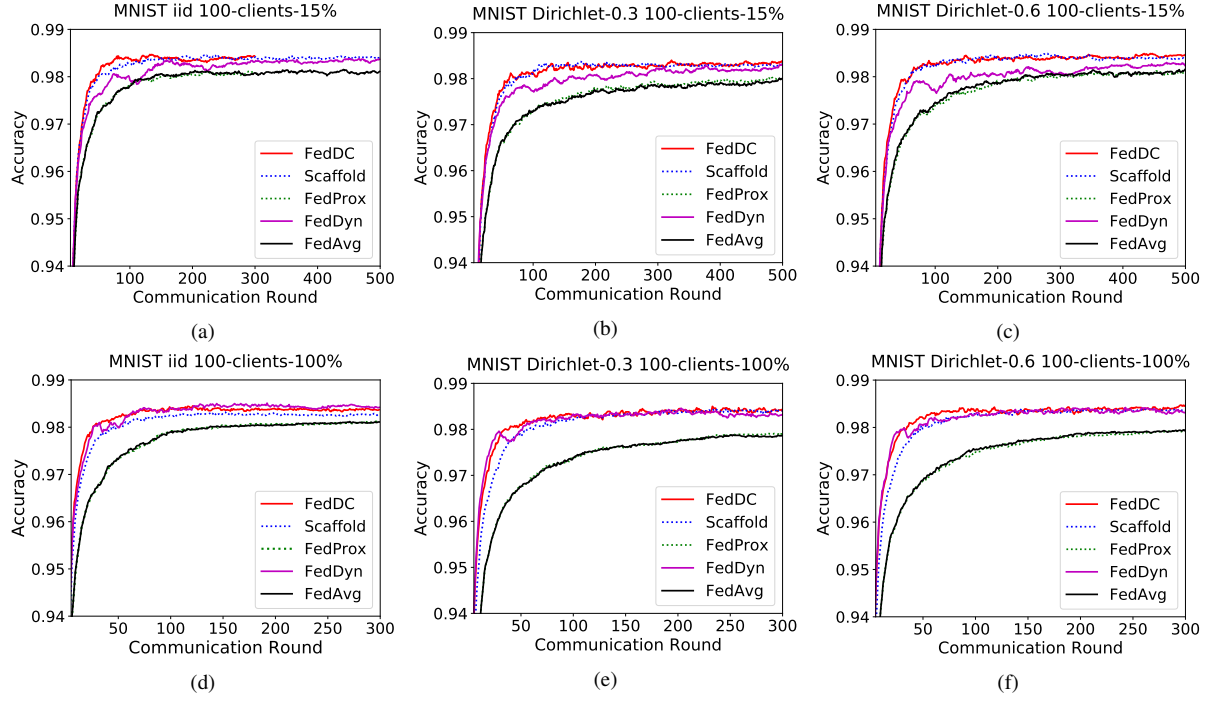 MNIST iid 100-clients-15%
0.99
0.98
0.97
0.96
0.95
0.94
Accuracy
FedDC
Scaffold
FedProx
FedDyn
FedAvg
100 200 300 400 500
Communication Round
(a)
MNIST Dirichlet-0.3 100-clients-15%
0.99
0.98
0.97
0.96
0.95
0.94
Accuracy
FedDC
Scaffold
FedProx
FedDyn
FedAvg
100 200 300 400 500
Communication Round
(b)
MNIST Dirichlet-0.6 100-clients-15%
0.99
0.98
0.97
0.96
0.95
0.94
Accuracy
FedDC
Scaffold
FedProx
FedDyn
FedAvg
100 200 300 400 500
Communication Round
(c)
MNIST iid 100-clients-100%
0.99
0.98
0.97
0.96
0.95
0.94
Accuracy
FedDC
Scaffold
FedProx
FedDyn
FedAvg
50 100 150 200 250 300
Communication Round
(d)
MNIST Dirichlet-0.3 100-clients-100%
0.99
0.98
0.97
0.96
0.95
0.94
Accuracy
FedDC
Scaffold
FedProx
FedDyn
FedAvg
50 100 150 200 250 300
Communication Round
(e)
MNIST Dirichlet-0.6 100-clients-100%
0.99
0.98
0.97
0.96
0.95
0.94
Accuracy
FedDC
Scaffold
FedProx
FedDyn
FedAvg
50 100 150 200 250 300
Communication Round
(f)